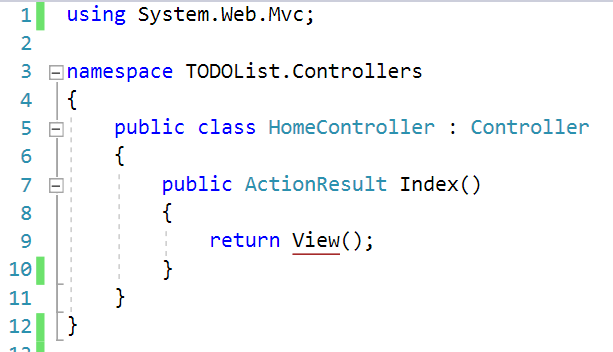 1 using System.Web.Mvc;
2
3 namespace TODOList.Controllers
4 {
5     public class HomeController : Controller
6     {
7         public ActionResult Index()
8         {
9             return View();
10         }
11     }
12 }
13